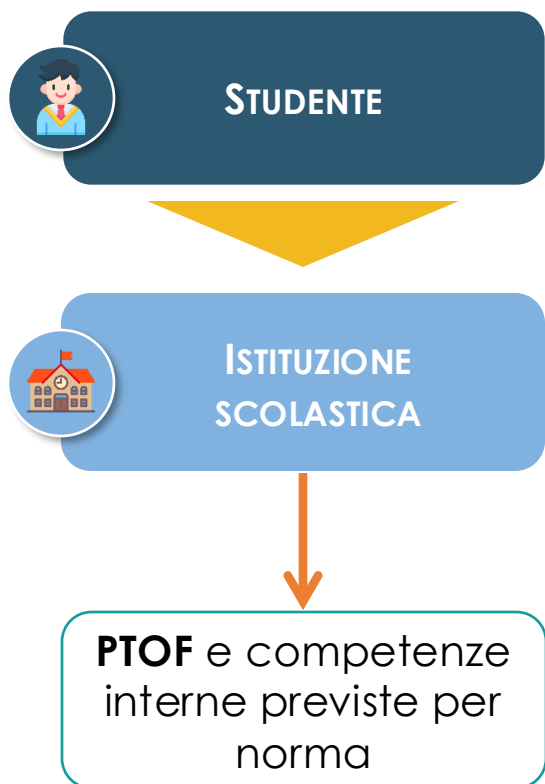 STUDENTE
ISTITUZIONE
SCOLASTICA
PTOF e competenze
interne previste per
norma